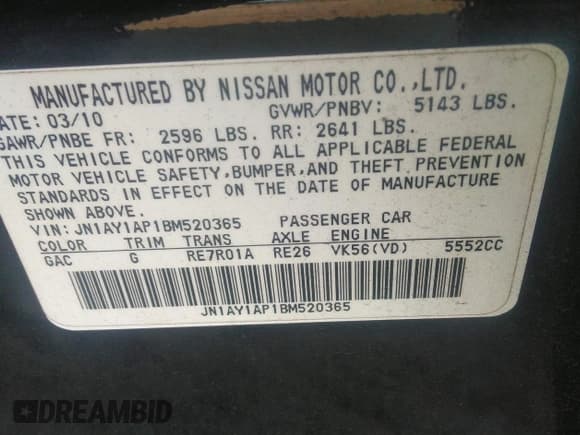 MANUFACTURED BY NISSAN MOTOR CO.,LTD.
ATE: 03/10 GVWR/PNBV: 5143 LBS.
GAWR/PNBE FR: 2596 LBS. RR: 2641 LBS.
THIS VEHICLE CONFORMS TO ALL APPLICABLE FEDERAL
MOTOR VEHICLE SAFETY,BUMPER,AND THEFT PREVENTION
STANDARDS IN EFFECT ON THE DATE OF MANUFACTURE
SHOWN ABOVE.
VIN: JN1AY1AP1BM520365 PASSENGER CAR
COLOR TRIM TRANS AXLE ENGINE
GAC G RE7R01A RE26 VK56(VD) 5552CC
JN1AY1AP1BM520365
DREAMBID